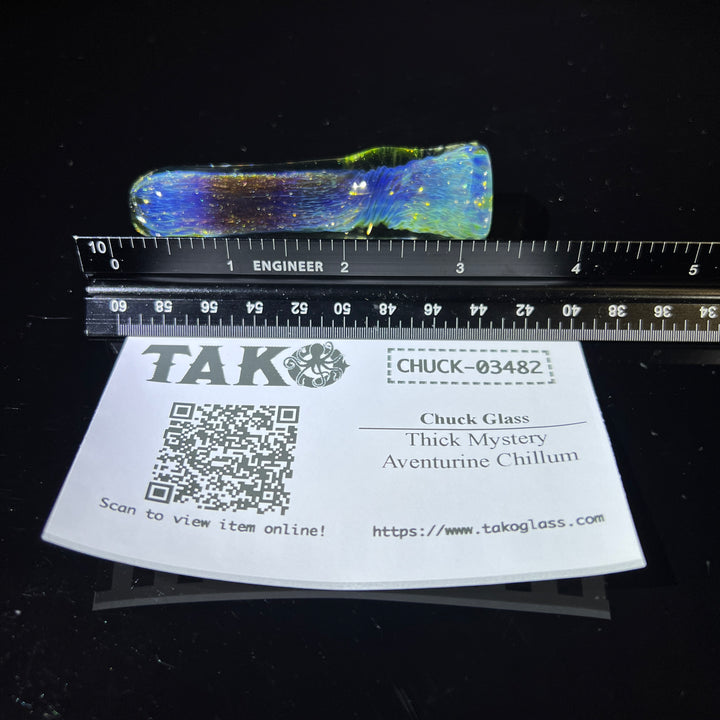 10
0 1 ENGINEER 2 3 4 5
60 58 56 54 52 50 48 46 44 42 40 38 36 34
TAKO
CHUCK-03482
Chuck Glass
Thick Mystery
Aventurine Chillum
Scan to view item online!
https://www.takoglass.com